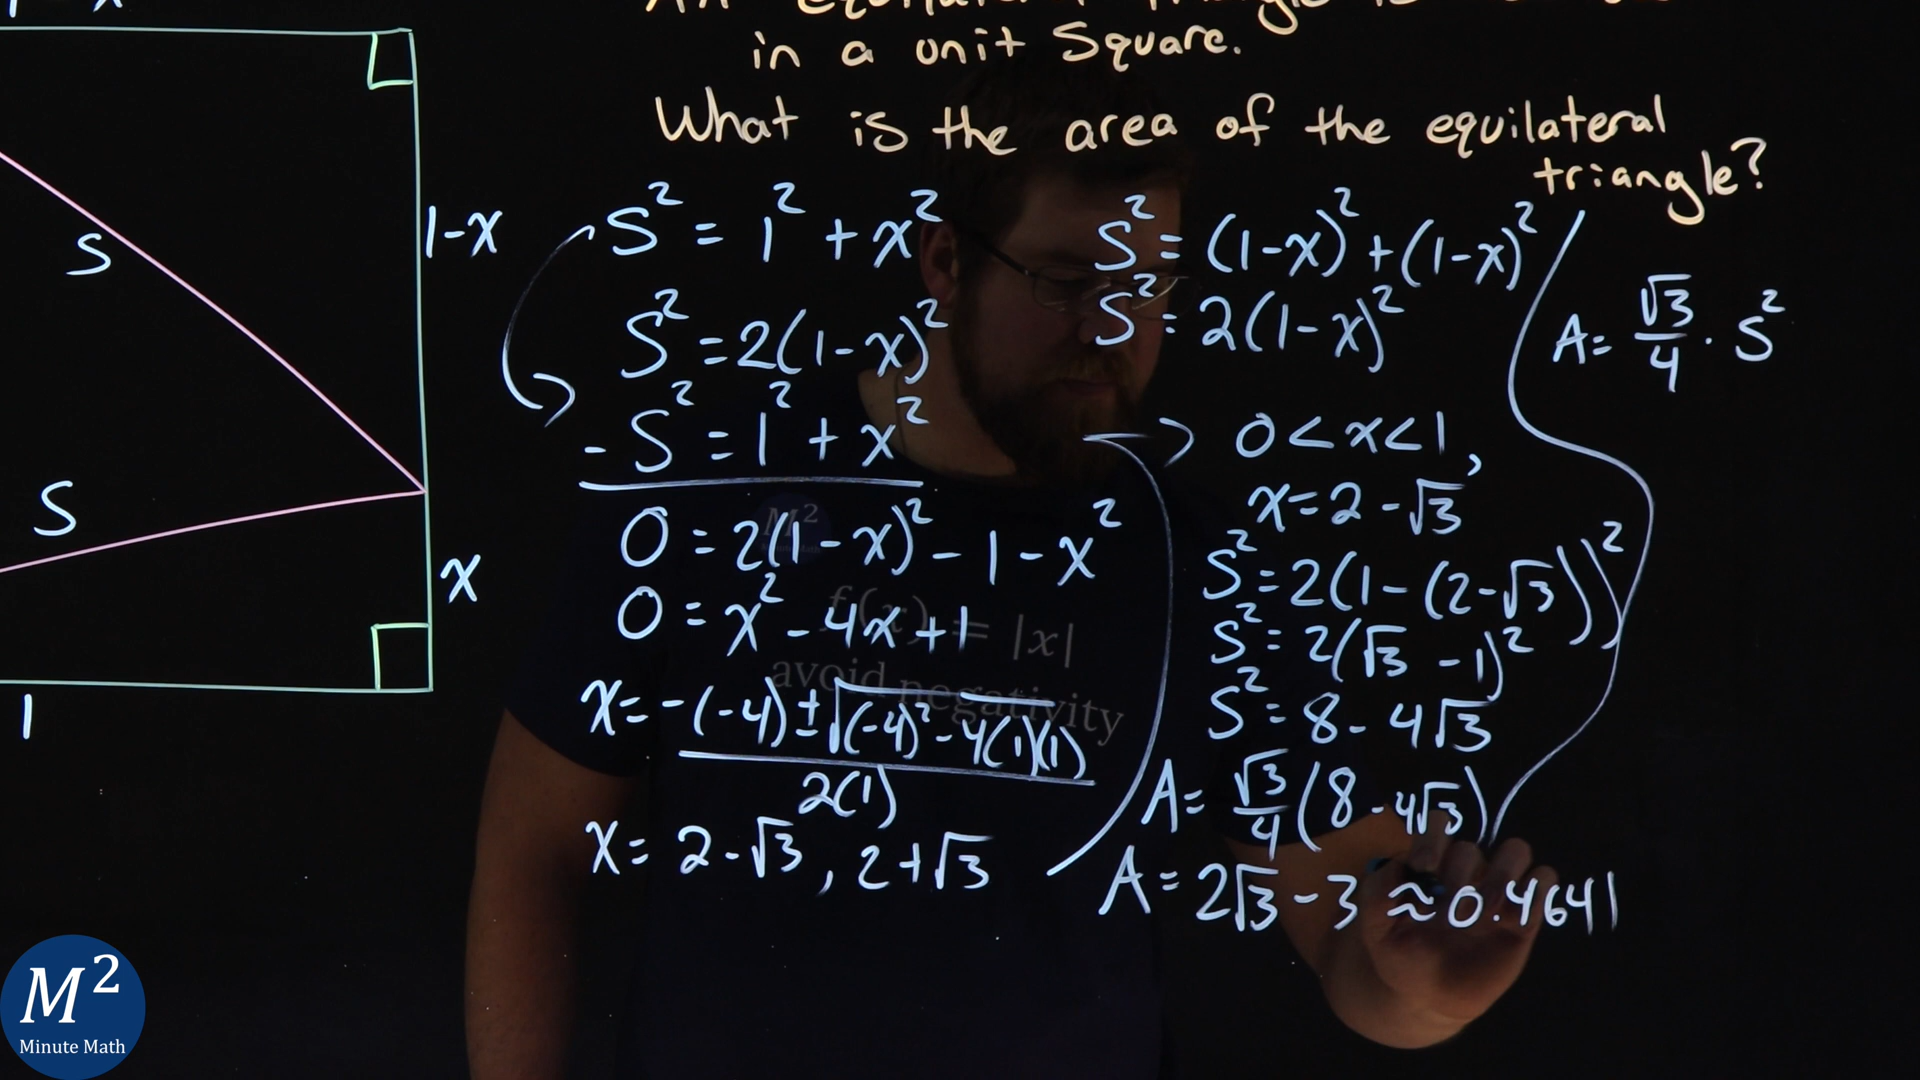 in a unit Square.
What is the area of the equilateral
triangle?
S
1-x
S
x
1
S² = 1² + x²
S² = 2(1-x)²
- S² = 1² + x²
0 = 2(1-x)² - 1 - x²
0 = x² - 4x + 1
x = -(-4) ± √(-4)² - 4(1)(1)
2(1)
x = 2-√3, 2+√3
S² = (1-x)² + (1-x)²
S² = 2(1-x)²
A = √3/4 · S²
0 < x < 1,
x = 2 - √3
S² = 2(1-(2-√3))²
S² = 2(√3 - 1)²
S² = 8 - 4√3
A = √3/4 (8 - 4√3)
A = 2√3 - 3 ≈ 0.4641
M²
f(x) = |x|
avoid negativity
M²
Minute Math